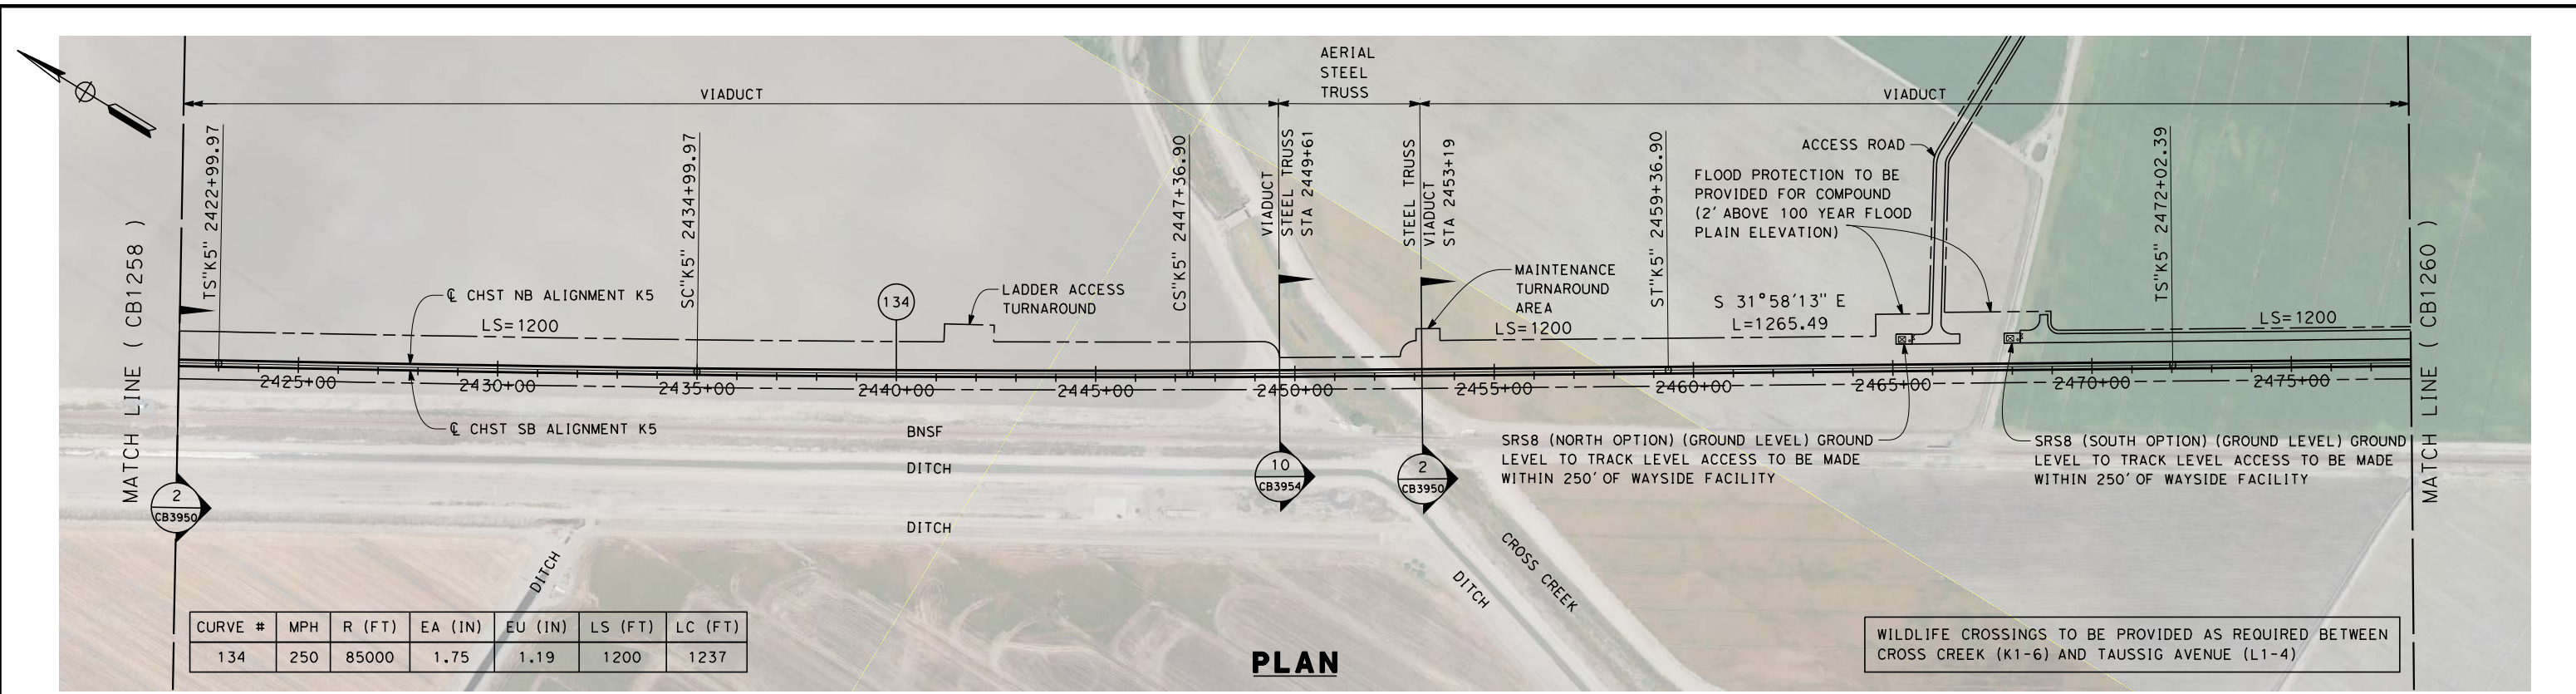 AERIAL
STEEL
TRUSS
VIADUCT
VIADUCT
MATCH LINE ( CB1258 )
TS"K5" 2422+99.97
SC"K5" 2434+99.97
CS"K5" 2447+36.90
VIADUCT
STEEL TRUSS
STA 2449+61
STEEL TRUSS
VIADUCT
STA 2453+19
ST"K5" 2459+36.90
ACCESS ROAD
FLOOD PROTECTION TO BE
PROVIDED FOR COMPOUND
(2' ABOVE 100 YEAR FLOOD
PLAIN ELEVATION)
TS"K5" 2472+02.39
MATCH LINE ( CB1260 )
℄ CHST NB ALIGNMENT K5
LS=1200
134
LADDER ACCESS
TURNAROUND
MAINTENANCE
TURNAROUND
AREA
LS=1200
S 31°58'13" E
L=1265.49
LS=1200
2425+00
2430+00
2435+00
2440+00
2445+00
2450+00
2455+00
2460+00
2465+00
2470+00
2475+00
℄ CHST SB ALIGNMENT K5
BNSF
DITCH
DITCH
DITCH
2
CB3950
10
CB3954
2
CB3950
SRS8 (NORTH OPTION) (GROUND LEVEL) GROUND
LEVEL TO TRACK LEVEL ACCESS TO BE MADE
WITHIN 250' OF WAYSIDE FACILITY
SRS8 (SOUTH OPTION) (GROUND LEVEL) GROUND
LEVEL TO TRACK LEVEL ACCESS TO BE MADE
WITHIN 250' OF WAYSIDE FACILITY
CROSS CREEK
DITCH
CURVE # MPH R (FT) EA (IN) EU (IN) LS (FT) LC (FT)
134 250 85000 1.75 1.19 1200 1237
PLAN
WILDLIFE CROSSINGS TO BE PROVIDED AS REQUIRED BETWEEN
CROSS CREEK (K1-6) AND TAUSSIG AVENUE (L1-4)